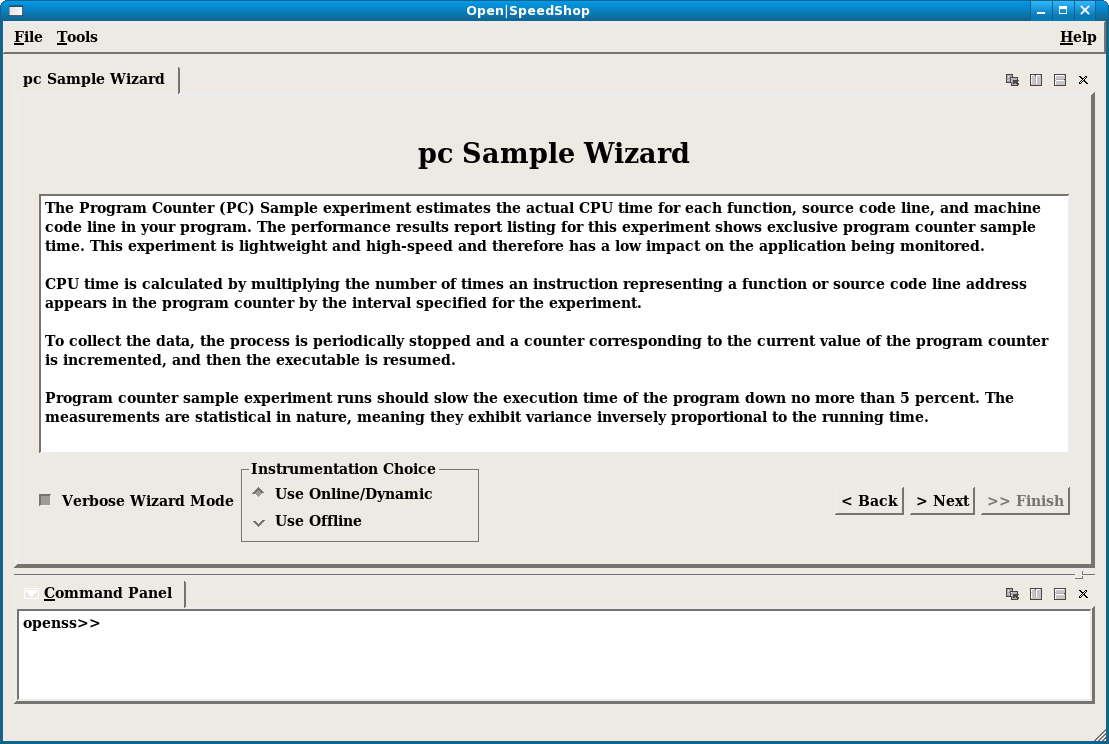 Open|SpeedShop
File Tools Help
pc Sample Wizard
pc Sample Wizard
The Program Counter (PC) Sample experiment estimates the actual CPU time for each function, source code line, and machine
code line in your program. The performance results report listing for this experiment shows exclusive program counter sample
time. This experiment is lightweight and high-speed and therefore has a low impact on the application being monitored.
CPU time is calculated by multiplying the number of times an instruction representing a function or source code line address
appears in the program counter by the interval specified for the experiment.
To collect the data, the process is periodically stopped and a counter corresponding to the current value of the program counter
is incremented, and then the executable is resumed.
Program counter sample experiment runs should slow the execution time of the program down no more than 5 percent. The
measurements are statistical in nature, meaning they exhibit variance inversely proportional to the running time.
Instrumentation Choice
Use Online/Dynamic
Verbose Wizard Mode
Use Offline
< Back > Next >> Finish
Command Panel
openss>>